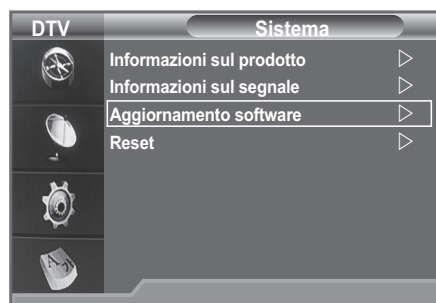 DTV
Sistema
Informazioni sul prodotto
Informazioni sul segnale
Aggiornamento software
Reset